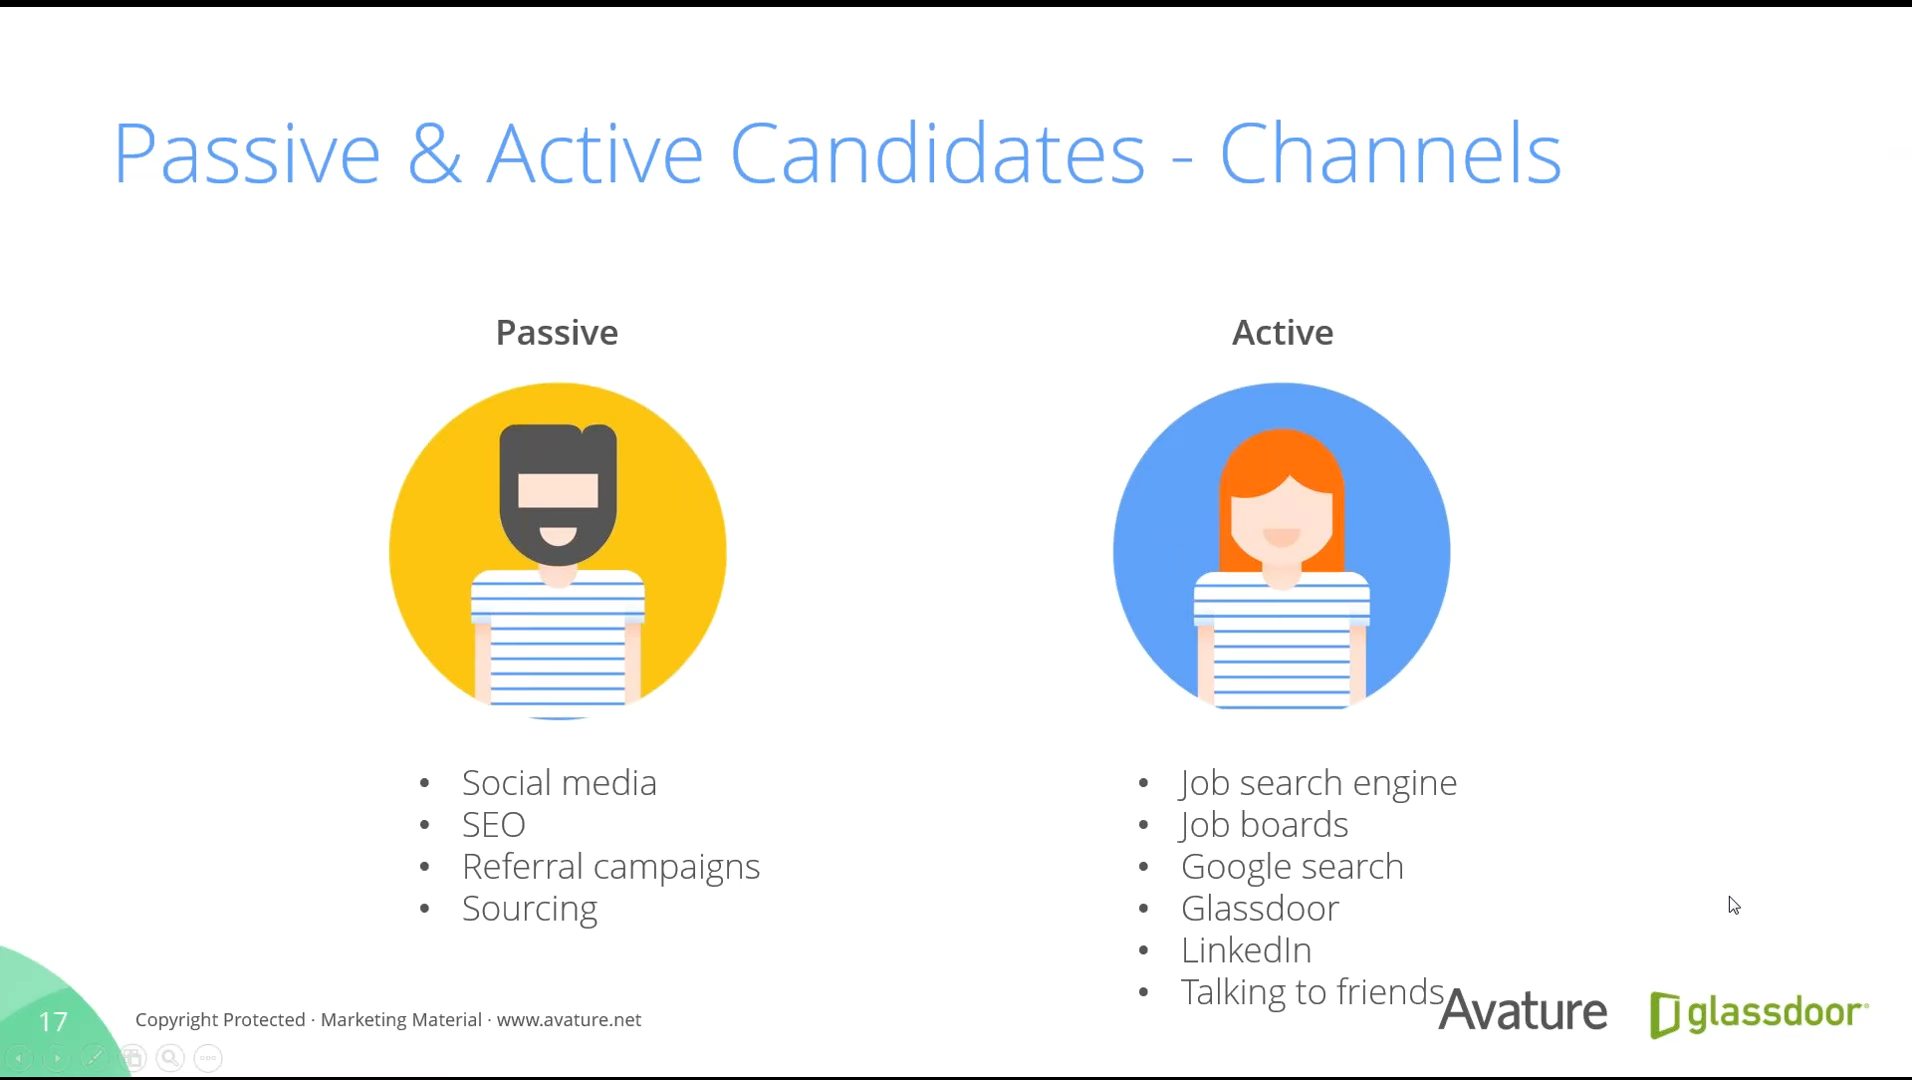 Passive & Active Candidates - Channels
Passive
Active
• Social media
• SEO
• Referral campaigns
• Sourcing
• Job search engine
• Job boards
• Google search
• Glassdoor
• LinkedIn
• Talking to friends
17
Copyright Protected · Marketing Material · www.avature.net
Avature
glassdoor